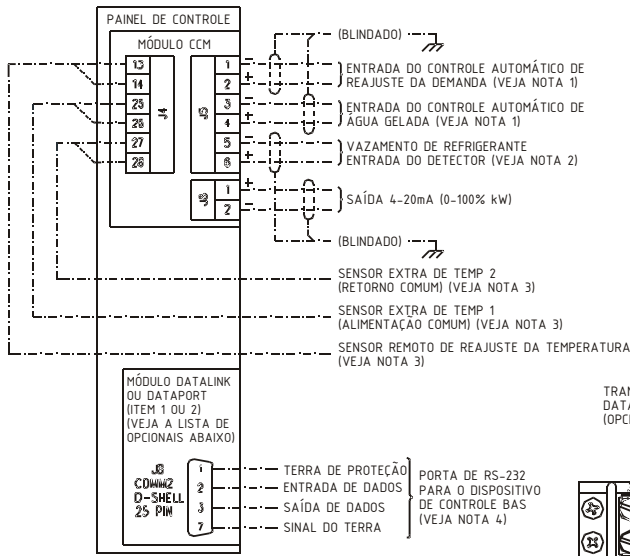 PAINEL DE CONTROLE
MÓDULO CCM
J4
13
14
25
26
27
28
J5
1 −
2 +
3 −
4 +
5 −
6 +
1 +
2 −
(BLINDADO)
ENTRADA DO CONTROLE AUTOMÁTICO DE
REAJUSTE DA DEMANDA (VEJA NOTA 1)
ENTRADA DO CONTROLE AUTOMÁTICO DE
ÁGUA GELADA (VEJA NOTA 1)
VAZAMENTO DE REFRIGERANTE
ENTRADA DO DETECTOR (VEJA NOTA 2)
SAÍDA 4-20mA (0-100% kW)
(BLINDADO)
SENSOR EXTRA DE TEMP 2
(RETORNO COMUM) (VEJA NOTA 3)
SENSOR EXTRA DE TEMP 1
(ALIMENTAÇÃO COMUM) (VEJA NOTA 3)
SENSOR REMOTO DE REAJUSTE DA TEMPERATURA
(VEJA NOTA 3)
MÓDULO DATALINK
OU DATAPORT
(ITEM 1 OU 2)
(VEJA A LISTA DE
OPCIONAIS ABAIXO)
COMM2
D-SHELL
25 PIN
1
2
3
7
TERRA DE PROTEÇÃO
ENTRADA DE DADOS
SAÍDA DE DADOS
SINAL DO TERRA
PORTA DE RS-232
PARA O DISPOSITIVO
DE CONTROLE BAS
(VEJA NOTA 4)
TRAN
DATA
(OPCI